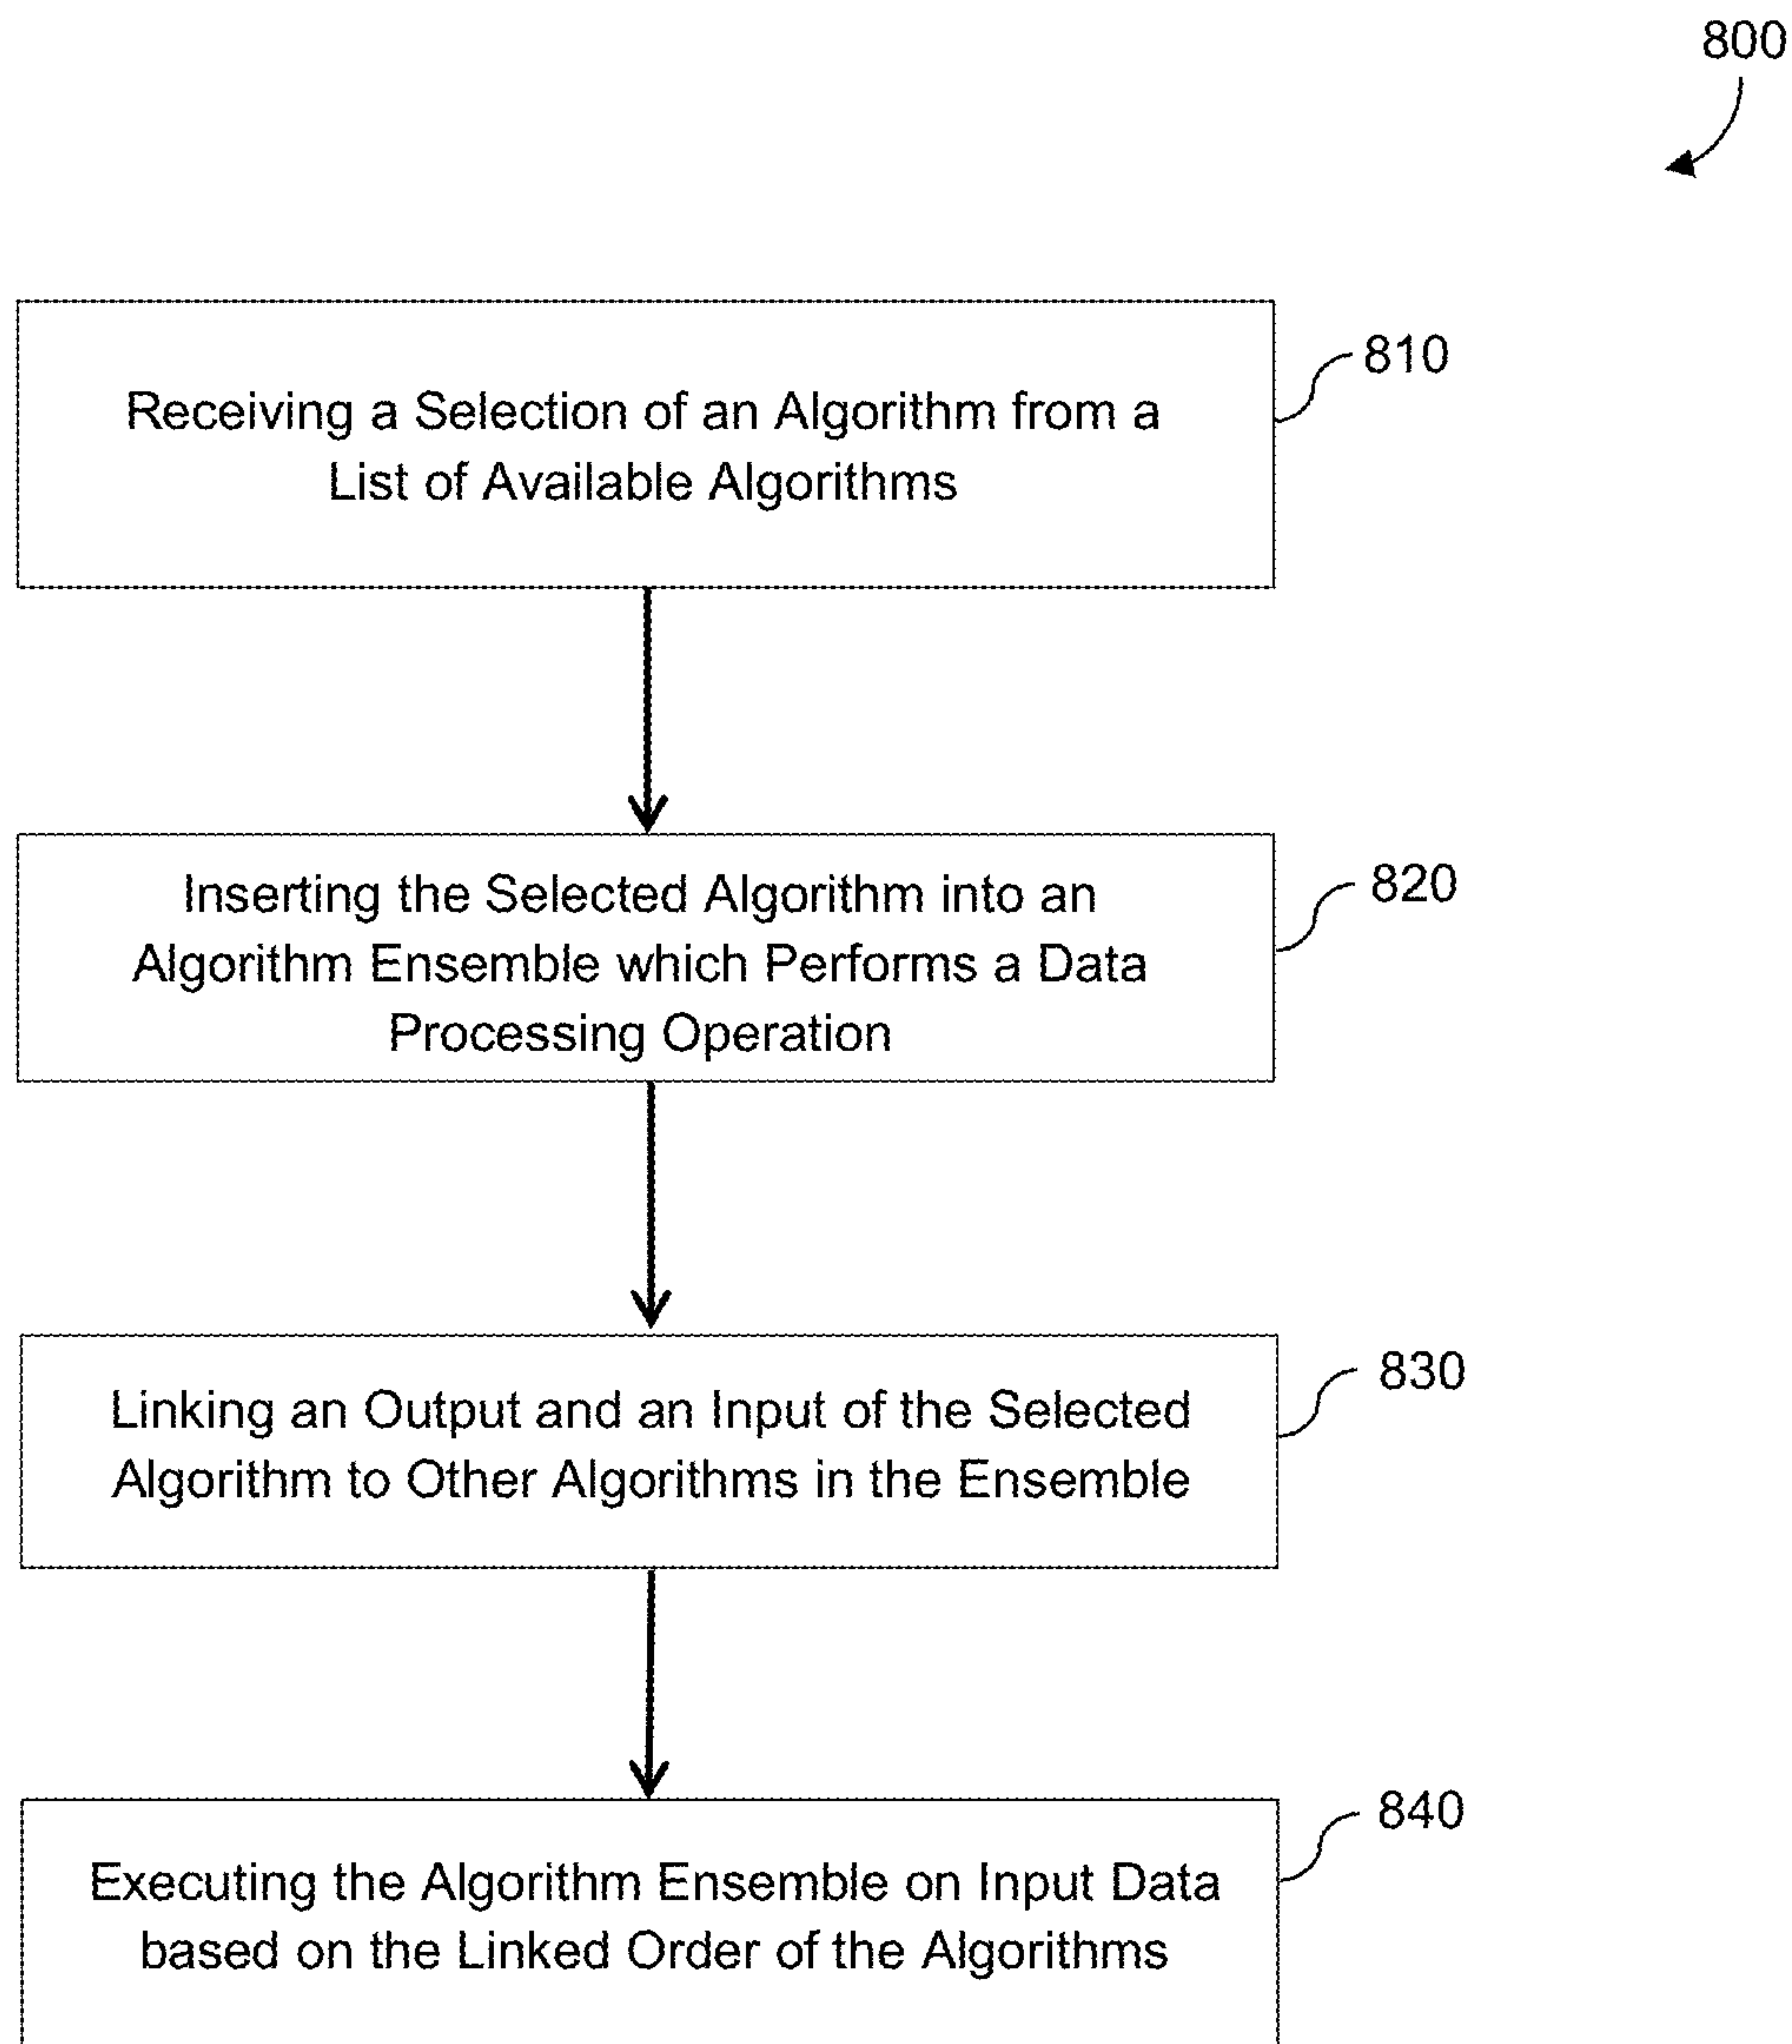 800
Receiving a Selection of an Algorithm from a
List of Available Algorithms
810
Inserting the Selected Algorithm into an
Algorithm Ensemble which Performs a Data
Processing Operation
820
Linking an Output and an Input of the Selected
Algorithm to Other Algorithms in the Ensemble
830
Executing the Algorithm Ensemble on Input Data
based on the Linked Order of the Algorithms
840